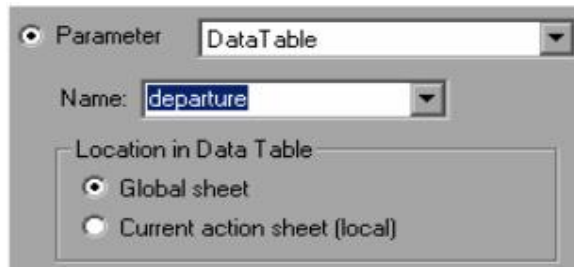 Parameter DataTable
Name: departure
Location in Data Table
Global sheet
Current action sheet (local)